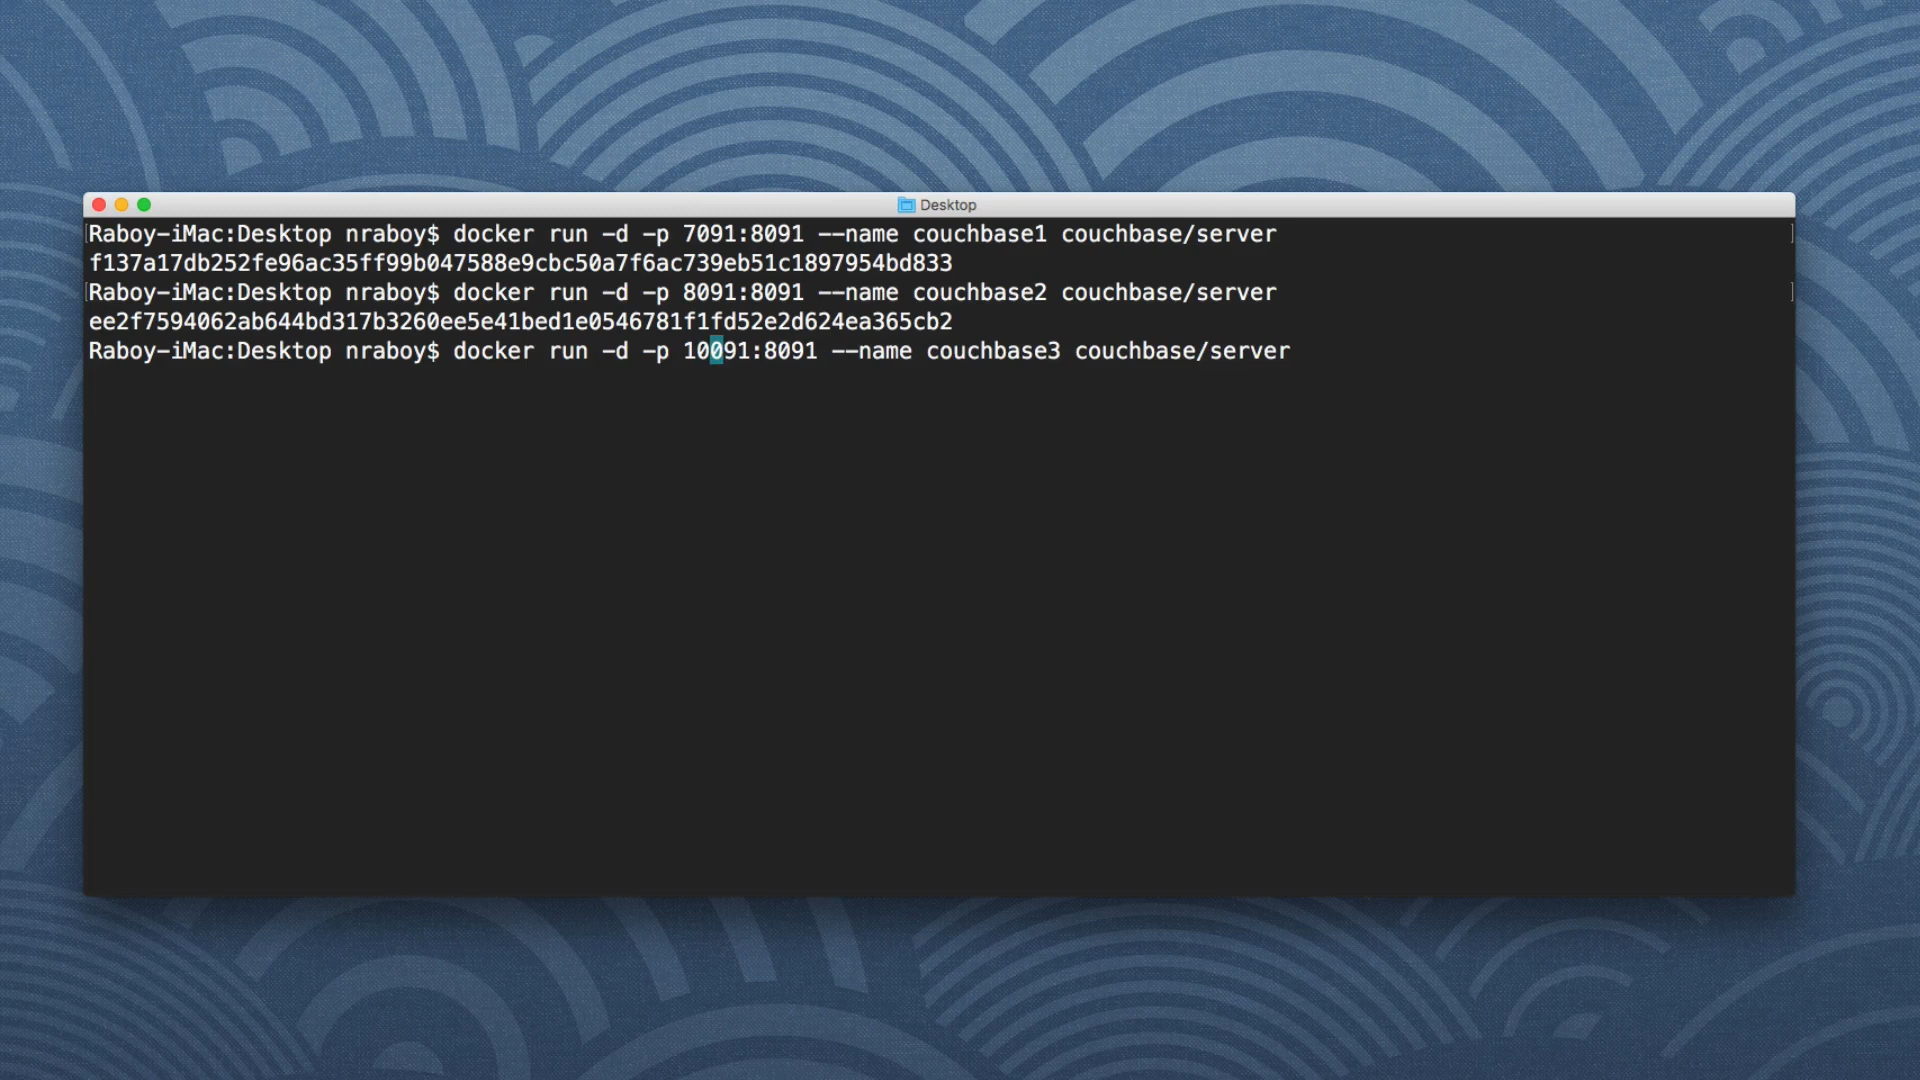 Desktop
Raboy-iMac:Desktop nraboy$ docker run -d -p 7091:8091 --name couchbase1 couchbase/server
f137a17db252fe96ac35ff99b047588e9cbc50a7f6ac739eb51c1897954bd833
Raboy-iMac:Desktop nraboy$ docker run -d -p 8091:8091 --name couchbase2 couchbase/server
ee2f7594062ab644bd317b3260ee5e41bed1e0546781f1fd52e2d624ea365cb2
Raboy-iMac:Desktop nraboy$ docker run -d -p 10091:8091 --name couchbase3 couchbase/server